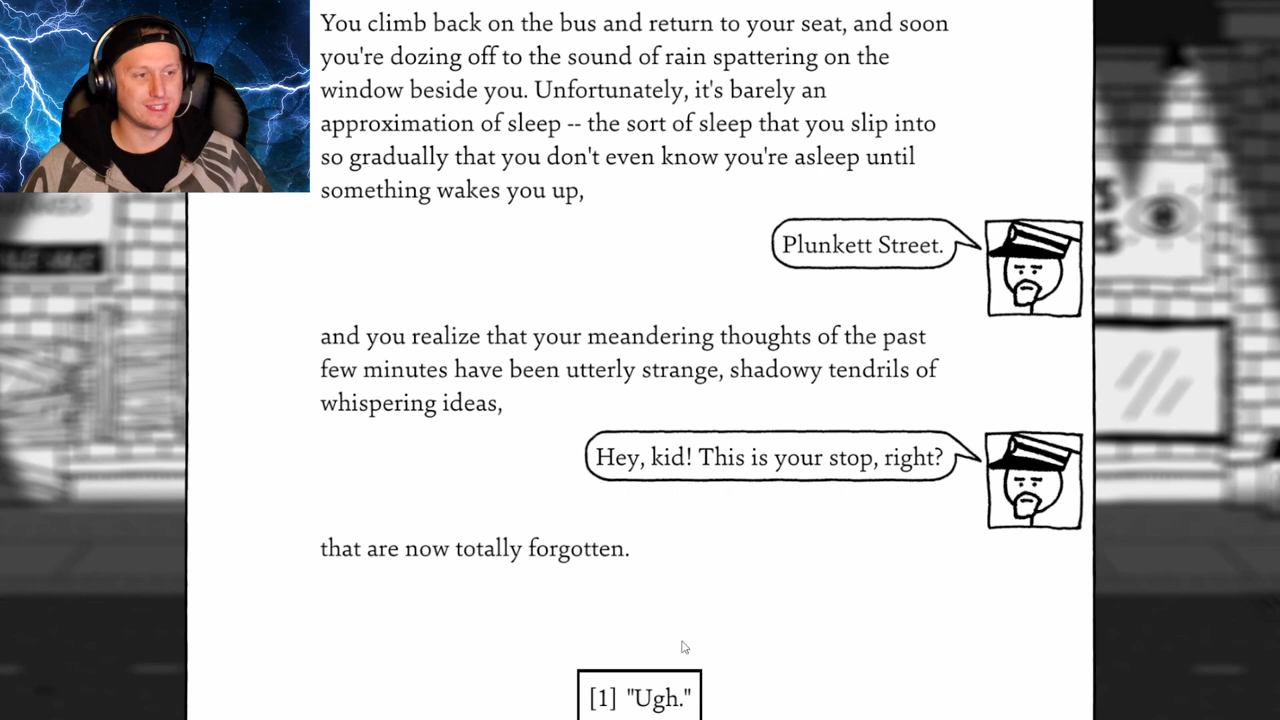 You climb back on the bus and return to your seat, and soon
you're dozing off to the sound of rain spattering on the
window beside you. Unfortunately, it's barely an
approximation of sleep -- the sort of sleep that you slip into
so gradually that you don't even know you're asleep until
something wakes you up,
Plunkett Street.
and you realize that your meandering thoughts of the past
few minutes have been utterly strange, shadowy tendrils of
whispering ideas,
Hey, kid! This is your stop, right?
that are now totally forgotten.
[1] "Ugh."